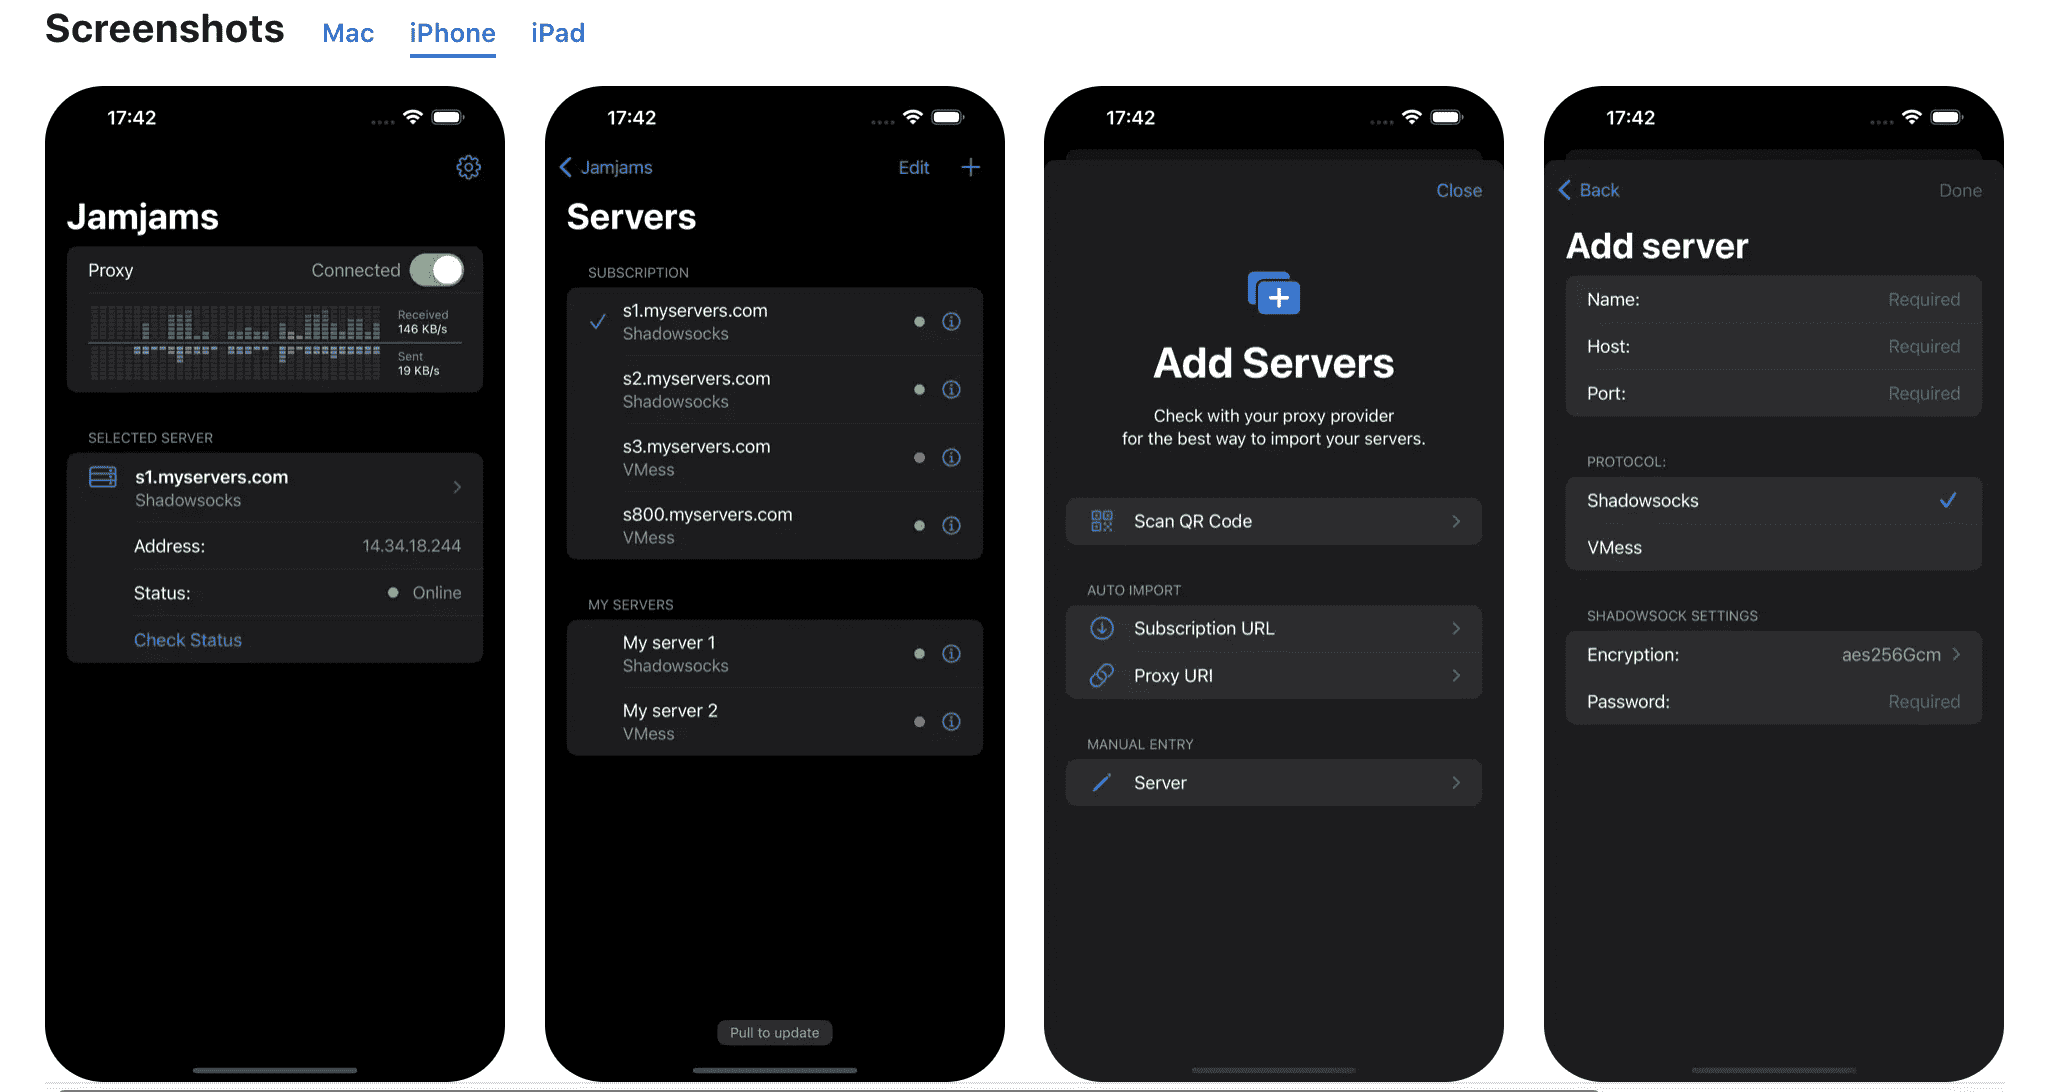 Screenshots Mac iPhone iPad
17:42
Jamjams
Proxy Connected
Received
146 KB/s
Sent
19 KB/s
SELECTED SERVER
s1.myservers.com
Shadowsocks
Address: 14.34.18.244
Status: Online
Check Status
17:42
Jamjams Edit
Servers
SUBSCRIPTION
s1.myservers.com
Shadowsocks
s2.myservers.com
Shadowsocks
s3.myservers.com
VMess
s800.myservers.com
VMess
MY SERVERS
My server 1
Shadowsocks
My server 2
VMess
Pull to update
17:42
Close
Add Servers
Check with your proxy provider
for the best way to import your servers.
Scan QR Code
AUTO IMPORT
Subscription URL
Proxy URI
MANUAL ENTRY
Server
17:42
Back Done
Add server
Name: Required
Host: Required
Port: Required
PROTOCOL:
Shadowsocks
VMess
SHADOWSOCK SETTINGS
Encryption: aes256Gcm
Password: Required